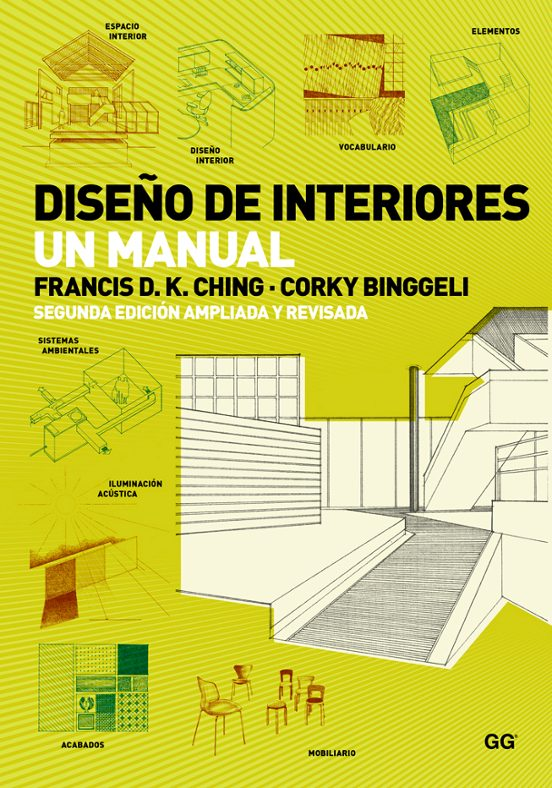 ESPACIO
INTERIOR
ELEMENTOS
DISEÑO
INTERIOR
VOCABULARIO
DISEÑO DE INTERIORES
UN MANUAL
FRANCIS D. K. CHING · CORKY BINGGELI
SEGUNDA EDICIÓN AMPLIADA Y REVISADA
SISTEMAS
AMBIENTALES
ILUMINACIÓN
ACÚSTICA
ACABADOS
MOBILIARIO
GG®